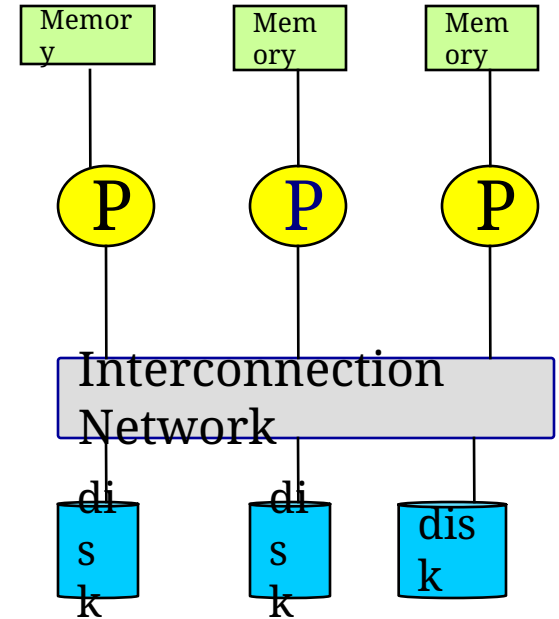 Memor
y
Mem
ory
Mem
ory
P
P
P
Interconnection
Network
di
s
k
di
s
k
dis
k